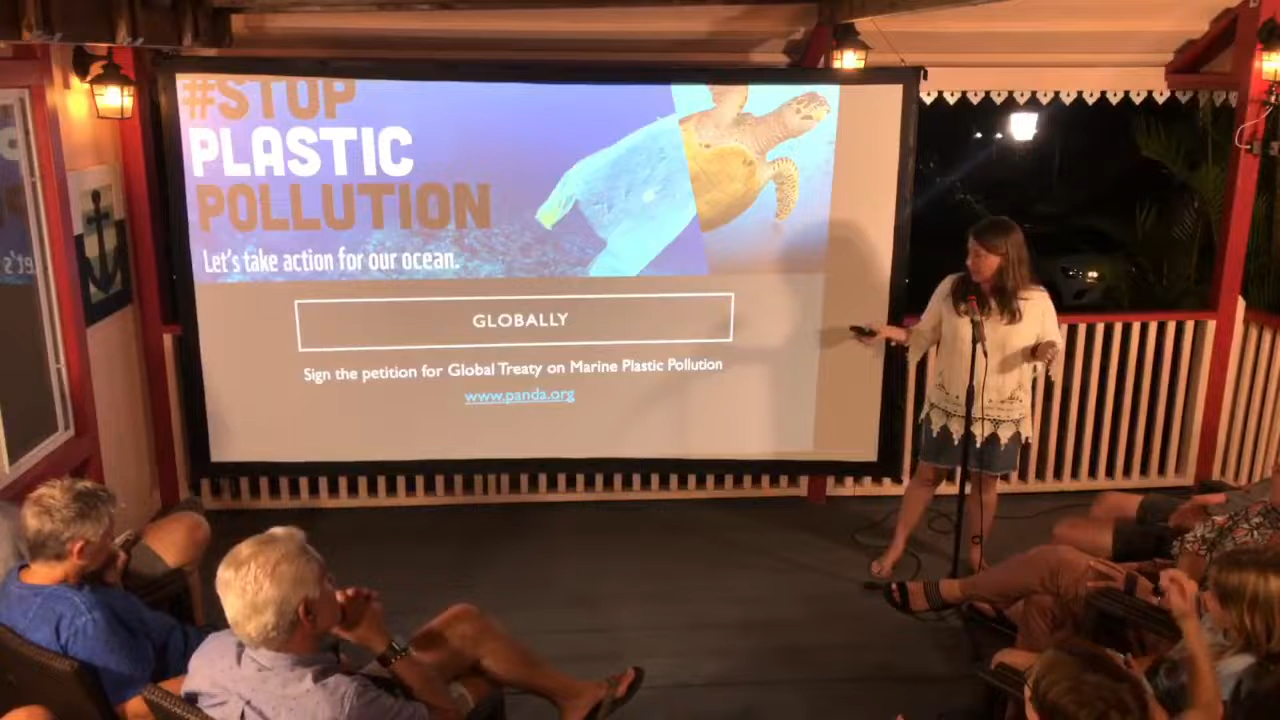 #STOP
PLASTIC
POLLUTION
Let's take action for our ocean.
GLOBALLY
Sign the petition for Global Treaty on Marine Plastic Pollution
www.panda.org